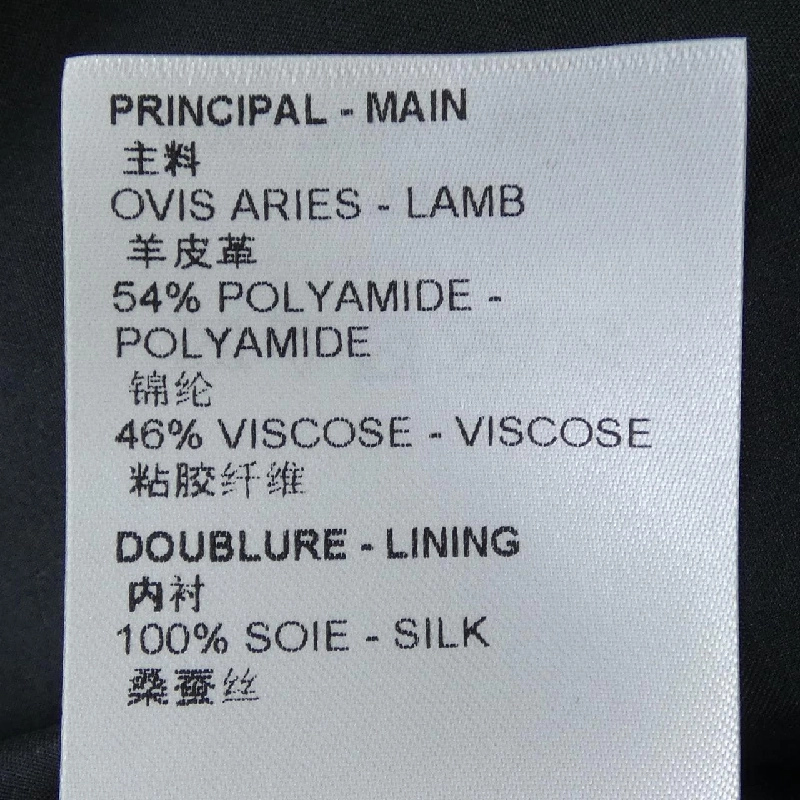 PRINCIPAL - MAIN
主料
OVIS ARIES - LAMB
羊皮革
54% POLYAMIDE -
POLYAMIDE
锦纶
46% VISCOSE - VISCOSE
粘胶纤维
DOUBLURE - LINING
内衬
100% SOIE - SILK
桑蚕丝